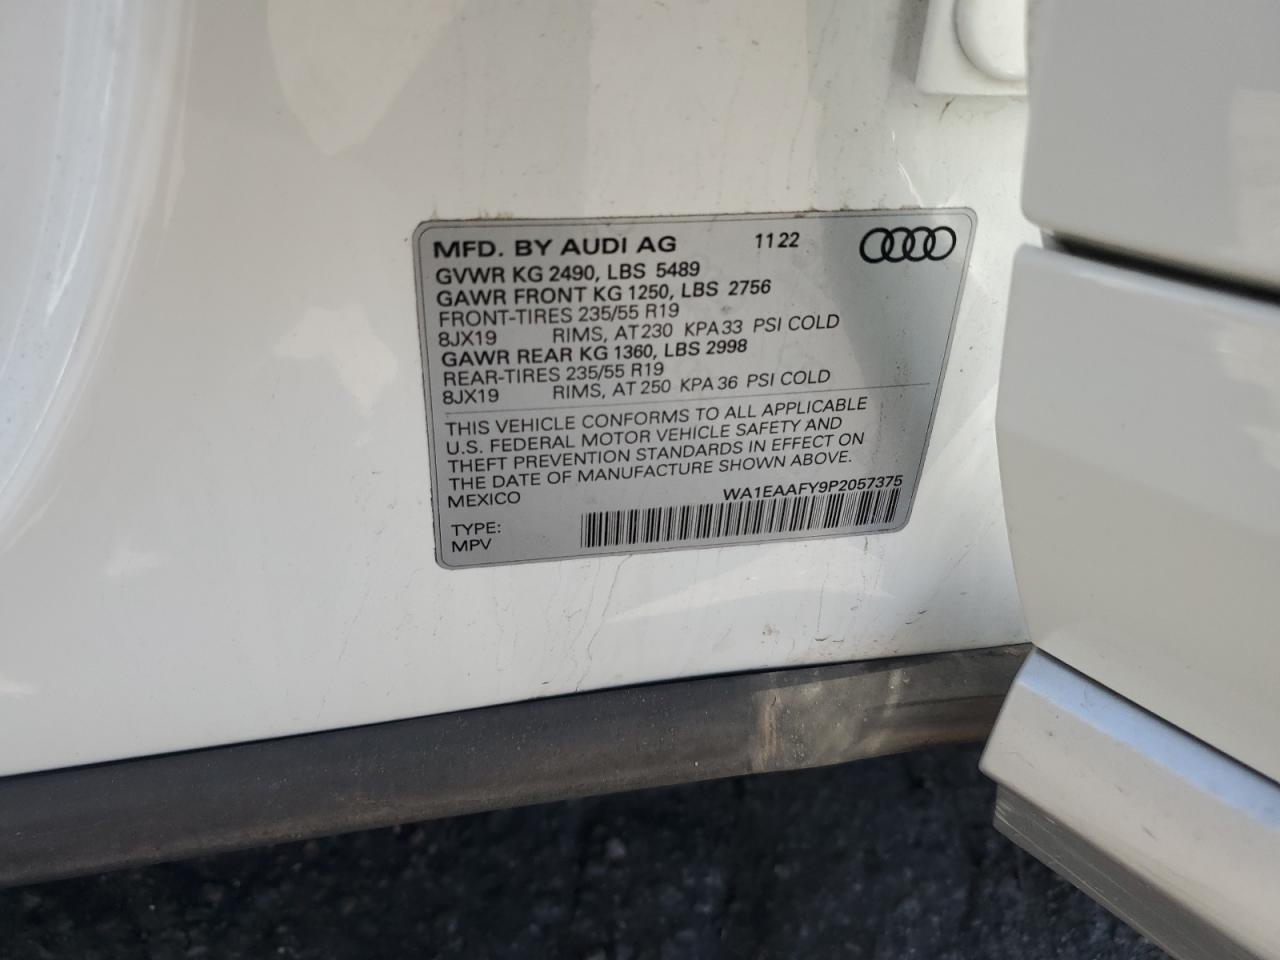 MFD. BY AUDI AG 1122
GVWR KG 2490, LBS 5489
GAWR FRONT KG 1250, LBS 2756
FRONT-TIRES 235/55 R19
8JX19 RIMS, AT 230 KPA 33 PSI COLD
GAWR REAR KG 1360, LBS 2998
REAR-TIRES 235/55 R19
8JX19 RIMS, AT 250 KPA 36 PSI COLD
THIS VEHICLE CONFORMS TO ALL APPLICABLE
U.S. FEDERAL MOTOR VEHICLE SAFETY AND
THEFT PREVENTION STANDARDS IN EFFECT ON
THE DATE OF MANUFACTURE SHOWN ABOVE.
MEXICO WA1EAAFY9P2057375
TYPE:
MPV